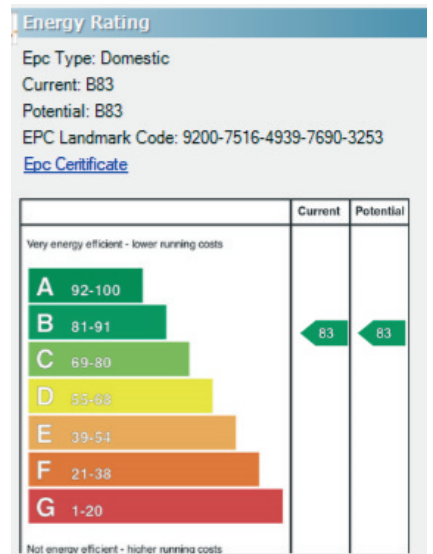 Energy Rating
Epc Type: Domestic
Current: B83
Potential: B83
EPC Landmark Code: 9200-7516-4939-7690-3253
Epc Ceritificate
Current Potential
Very energy efficient - lower running costs
A 92-100
B 81-91 83 83
C 69-80
D 55-68
E 39-54
F 21-38
G 1-20
Not energy efficient - higher running costs